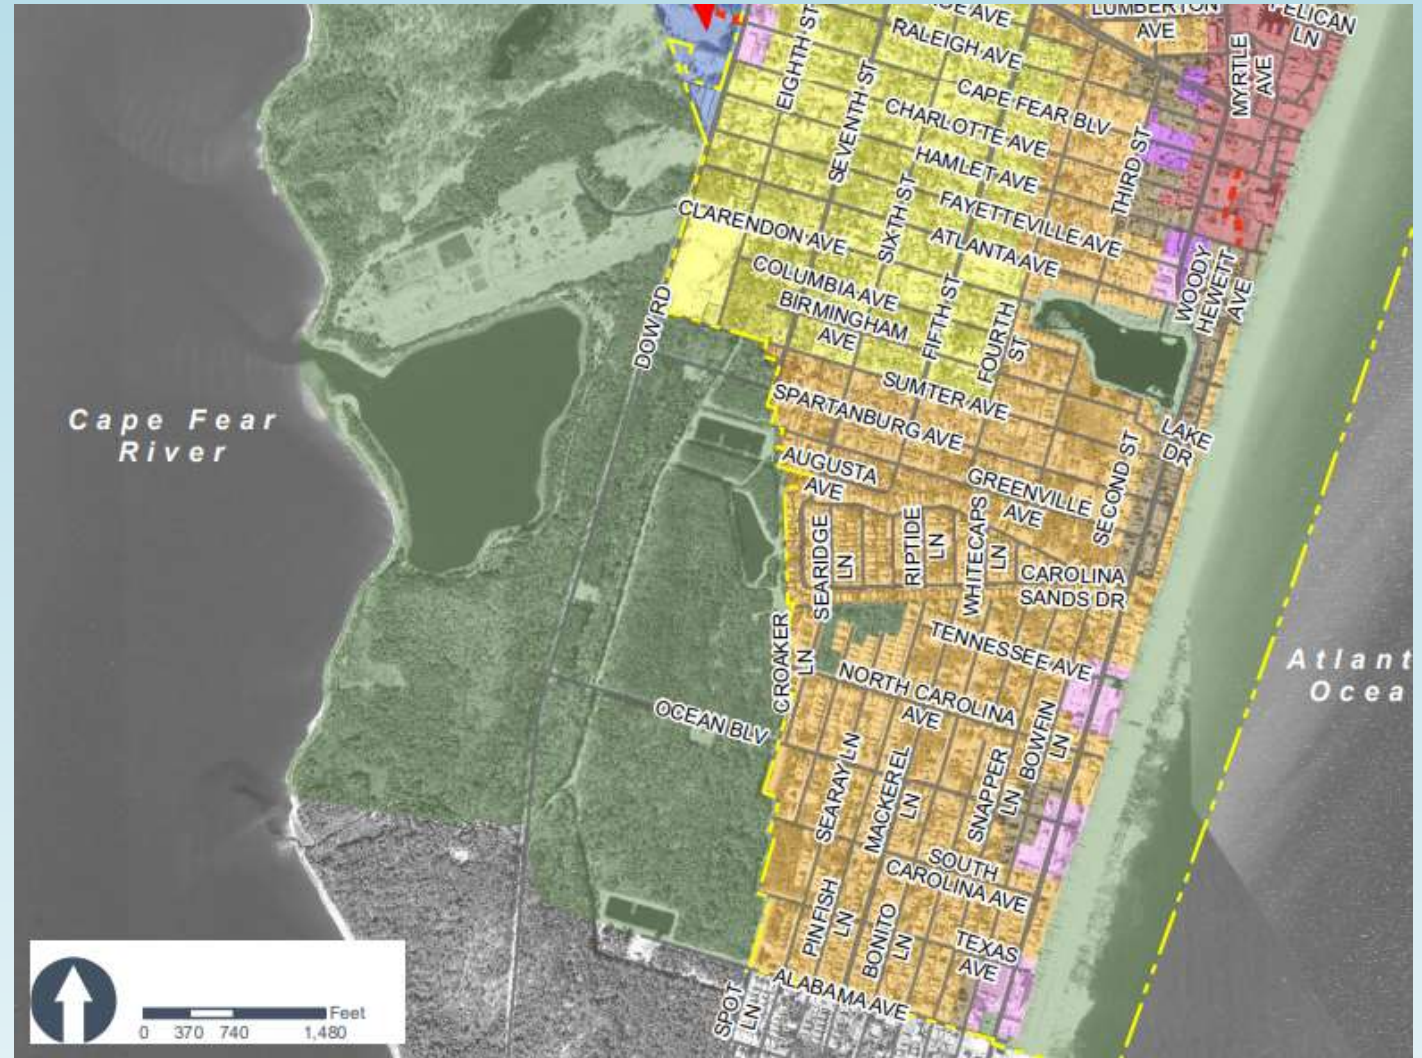 LUMBERTON
AVE
PELICAN
LN
RALEIGH AVE
EIGHTH ST
MYRTLE
AVE
CAPE FEAR BLV
SEVENTH ST
CHARLOTTE AVE
THIRD ST
HAMLET AVE
SIXTH ST
FAYETTEVILLE AVE
CLARENDON AVE
ATLANTA AVE
WOODY
HEWETT
AVE
COLUMBIA AVE
BIRMINGHAM
AVE
FIFTH ST
FOURTH
ST
DOW RD
SUMTER AVE
SPARTANBURG AVE
Cape Fear
River
LAKE
DR
AUGUSTA
AVE
GREENVILLE
AVE
SECOND ST
SEARIDGE
LN
RIPTIDE
LN
WHITECAPS
LN
CAROLINA
SANDS DR
CROAKER
LN
TENNESSEE AVE
Atlant
Ocea
NORTH CAROLINA
AVE
OCEAN BLV
BOWFIN
LN
SEARAY LN
MACKEREL
LN
SNAPPER
LN
SOUTH
CAROLINA AVE
PINFISH
LN
BONITO
LN
TEXAS
AVE
ALABAMA AVE
SPOT
LN
Feet
0 370 740 1,480